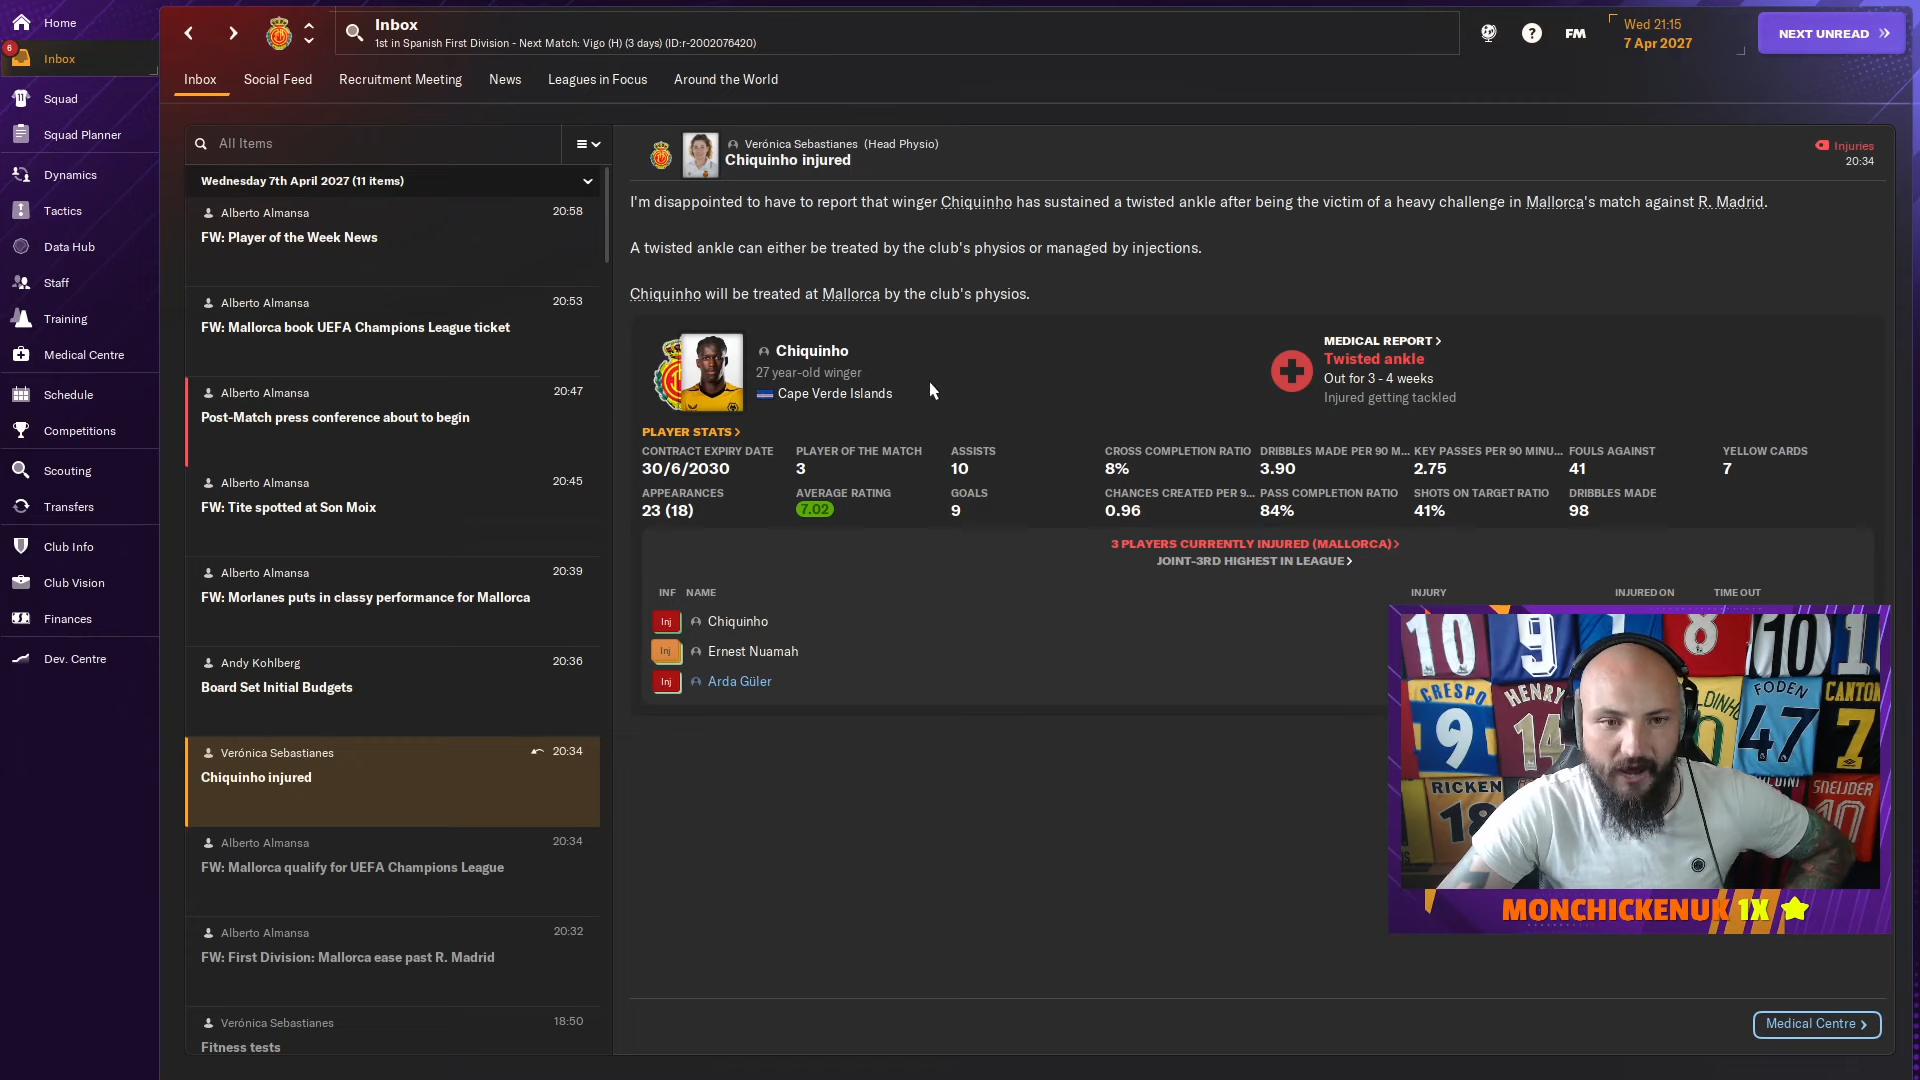 Home
6
Inbox
Squad
Squad Planner
Dynamics
Tactics
Data Hub
Staff
Training
Medical Centre
Schedule
Competitions
Scouting
Transfers
Club Info
Club Vision
Finances
Dev. Centre
Inbox
1st in Spanish First Division - Next Match: Vigo (H) (3 days) (ID:r-2002076420)
FM
Wed 21:15
7 Apr 2027
NEXT UNREAD
Inbox Social Feed Recruitment Meeting News Leagues in Focus Around the World
All Items
Wednesday 7th April 2027 (11 items)
Alberto Almansa 20:58
FW: Player of the Week News
Alberto Almansa 20:53
FW: Mallorca book UEFA Champions League ticket
Alberto Almansa 20:47
Post-Match press conference about to begin
Alberto Almansa 20:45
FW: Tite spotted at Son Moix
Alberto Almansa 20:39
FW: Morlanes puts in classy performance for Mallorca
Andy Kohlberg 20:36
Board Set Initial Budgets
Verónica Sebastianes 20:34
Chiquinho injured
Alberto Almansa 20:34
FW: Mallorca qualify for UEFA Champions League
Alberto Almansa 20:32
FW: First Division: Mallorca ease past R. Madrid
Verónica Sebastianes 18:50
Fitness tests
Verónica Sebastianes (Head Physio)
Chiquinho injured
Injuries
20:34
I'm disappointed to have to report that winger Chiquinho has sustained a twisted ankle after being the victim of a heavy challenge in Mallorca's match against R. Madrid.
A twisted ankle can either be treated by the club's physios or managed by injections.
Chiquinho will be treated at Mallorca by the club's physios.
Chiquinho
27 year-old winger
Cape Verde Islands
MEDICAL REPORT >
Twisted ankle
Out for 3 - 4 weeks
Injured getting tackled
PLAYER STATS >
CONTRACT EXPIRY DATE PLAYER OF THE MATCH ASSISTS CROSS COMPLETION RATIO DRIBBLES MADE PER 90 M... KEY PASSES PER 90 MINU... FOULS AGAINST YELLOW CARDS
30/6/2030 3 10 8% 3.90 2.75 41 7
APPEARANCES AVERAGE RATING GOALS CHANCES CREATED PER 9... PASS COMPLETION RATIO SHOTS ON TARGET RATIO DRIBBLES MADE
23 (18) 7.02 9 0.96 84% 41% 98
3 PLAYERS CURRENTLY INJURED (MALLORCA) >
JOINT-3RD HIGHEST IN LEAGUE >
INF NAME INJURY INJURED ON TIME OUT
Inj Chiquinho
Inj Ernest Nuamah
Inj Arda Güler
10 9 8 10 1
CRESPO 9
HENRY 14
FODEN 47
7
RICKEN 18
SNEIJDER 10
MONCHICKENUK 1X
Medical Centre >